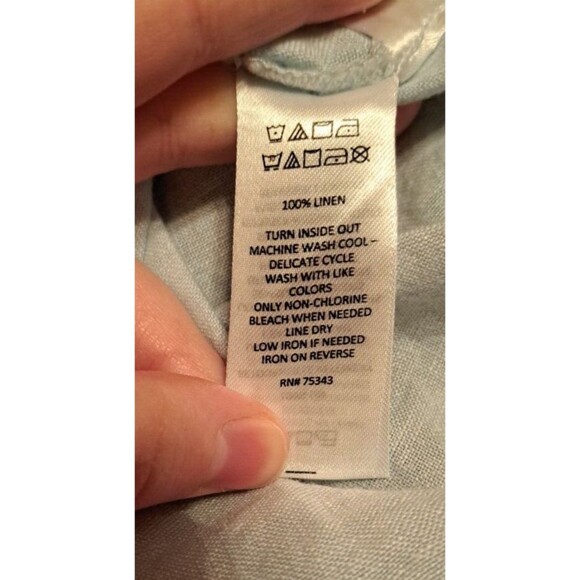 100% LINEN
TURN INSIDE OUT
MACHINE WASH COOL –
DELICATE CYCLE
WASH WITH LIKE
COLORS
ONLY NON-CHLORINE
BLEACH WHEN NEEDED
LINE DRY
LOW IRON IF NEEDED
IRON ON REVERSE
RN# 75343